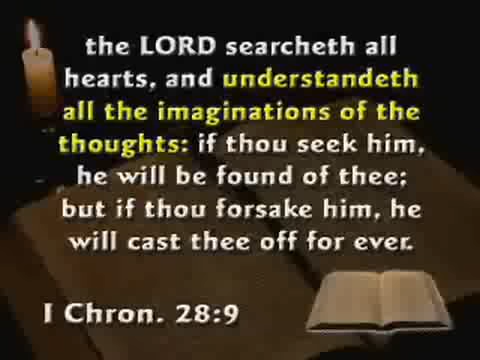 the LORD searcheth all
hearts, and understandeth
all the imaginations of the
thoughts: if thou seek him,
he will be found of thee;
but if thou forsake him, he
will cast thee off for ever.
I Chron. 28:9